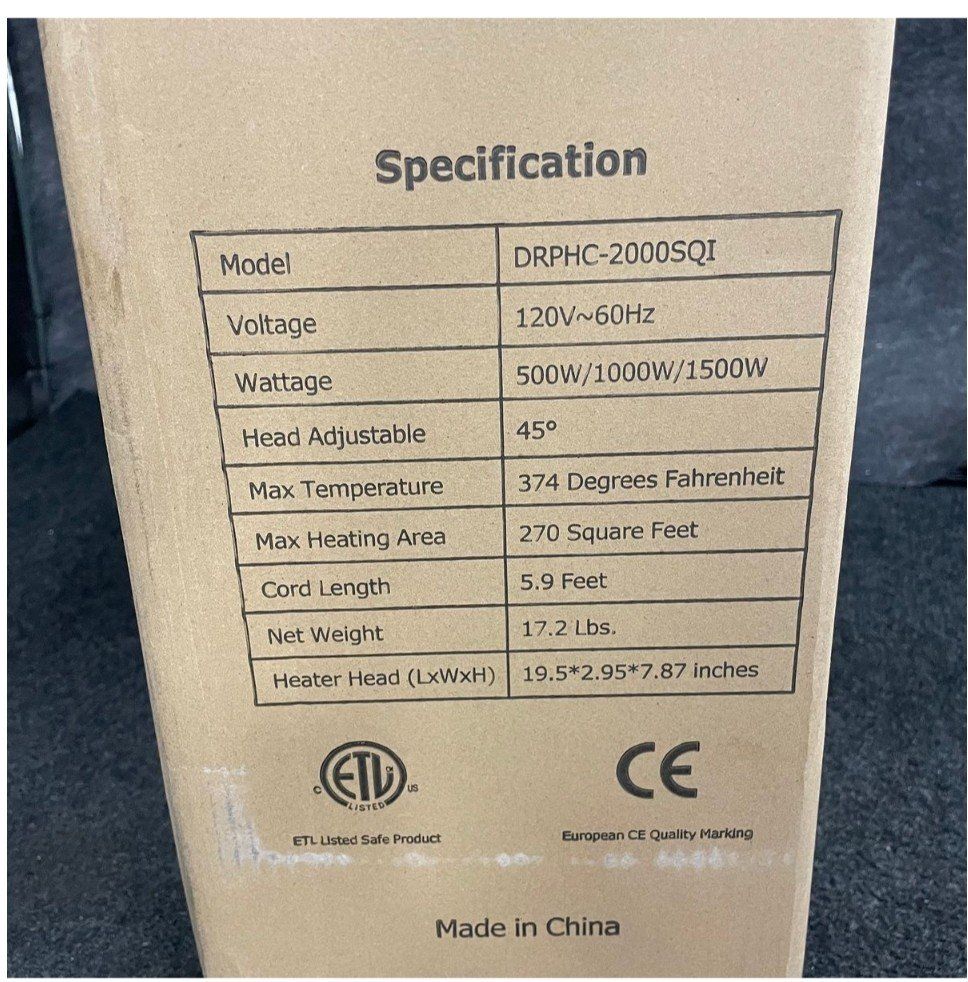 Specification
Model DRPHC-2000SQI
Voltage 120V~60Hz
Wattage 500W/1000W/1500W
Head Adjustable 45°
Max Temperature 374 Degrees Fahrenheit
Max Heating Area 270 Square Feet
Cord Length 5.9 Feet
Net Weight 17.2 Lbs.
Heater Head (LxWxH) 19.5*2.95*7.87 inches
ETL CM
C US
LISTED
CE
ETL Listed Safe Product
European CE Quality Marking
Made in China